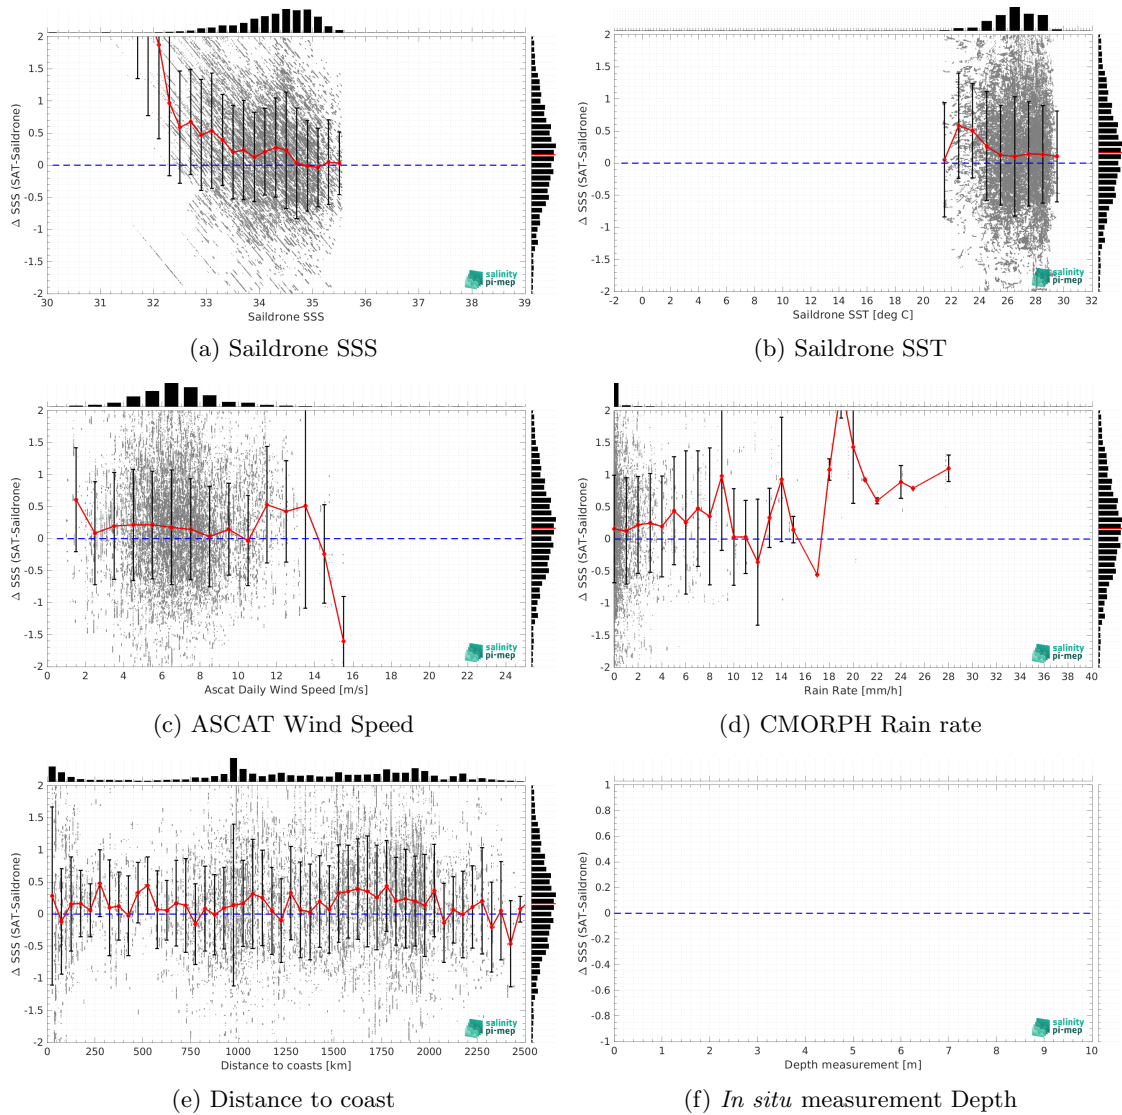 2
1.5
1
0.5
0
-0.5
-1
-1.5
-2
Δ SSS (SAT-Saildrone)
30 31 32 33 34 35 36 37 38 39
Saildrone SSS
salinity
pi-mep
(a) Saildrone SSS
2
1.5
1
0.5
0
-0.5
-1
-1.5
-2
Δ SSS (SAT-Saildrone)
-2 0 2 4 6 8 10 12 14 16 18 20 22 24 26 28 30 32
Saildrone SST [deg C]
salinity
pi-mep
(b) Saildrone SST
2
1.5
1
0.5
0
-0.5
-1
-1.5
-2
Δ SSS (SAT-Saildrone)
0 2 4 6 8 10 12 14 16 18 20 22 24
Ascat Daily Wind Speed [m/s]
salinity
pi-mep
(c) ASCAT Wind Speed
2
1.5
1
0.5
0
-0.5
-1
-1.5
-2
Δ SSS (SAT-Saildrone)
0 2 4 6 8 10 12 14 16 18 20 22 24 26 28 30 32 34 36 38 40
Rain Rate [mm/h]
salinity
pi-mep
(d) CMORPH Rain rate
2
1.5
1
0.5
0
-0.5
-1
-1.5
-2
Δ SSS (SAT-Saildrone)
0 250 500 750 1000 1250 1500 1750 2000 2250 2500
Distance to coasts [km]
salinity
pi-mep
(e) Distance to coast
1
0.8
0.6
0.4
0.2
0
-0.2
-0.4
-0.6
-0.8
-1
Δ SSS (SAT-Saildrone)
0 1 2 3 4 5 6 7 8 9 10
Depth measurement [m]
salinity
pi-mep
(f) In situ measurement Depth